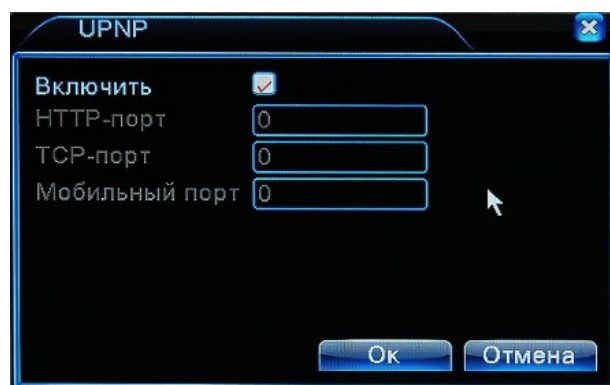 UPNP
Включить
HTTP-порт 0
TCP-порт 0
Мобильный порт 0
Ок Отмена